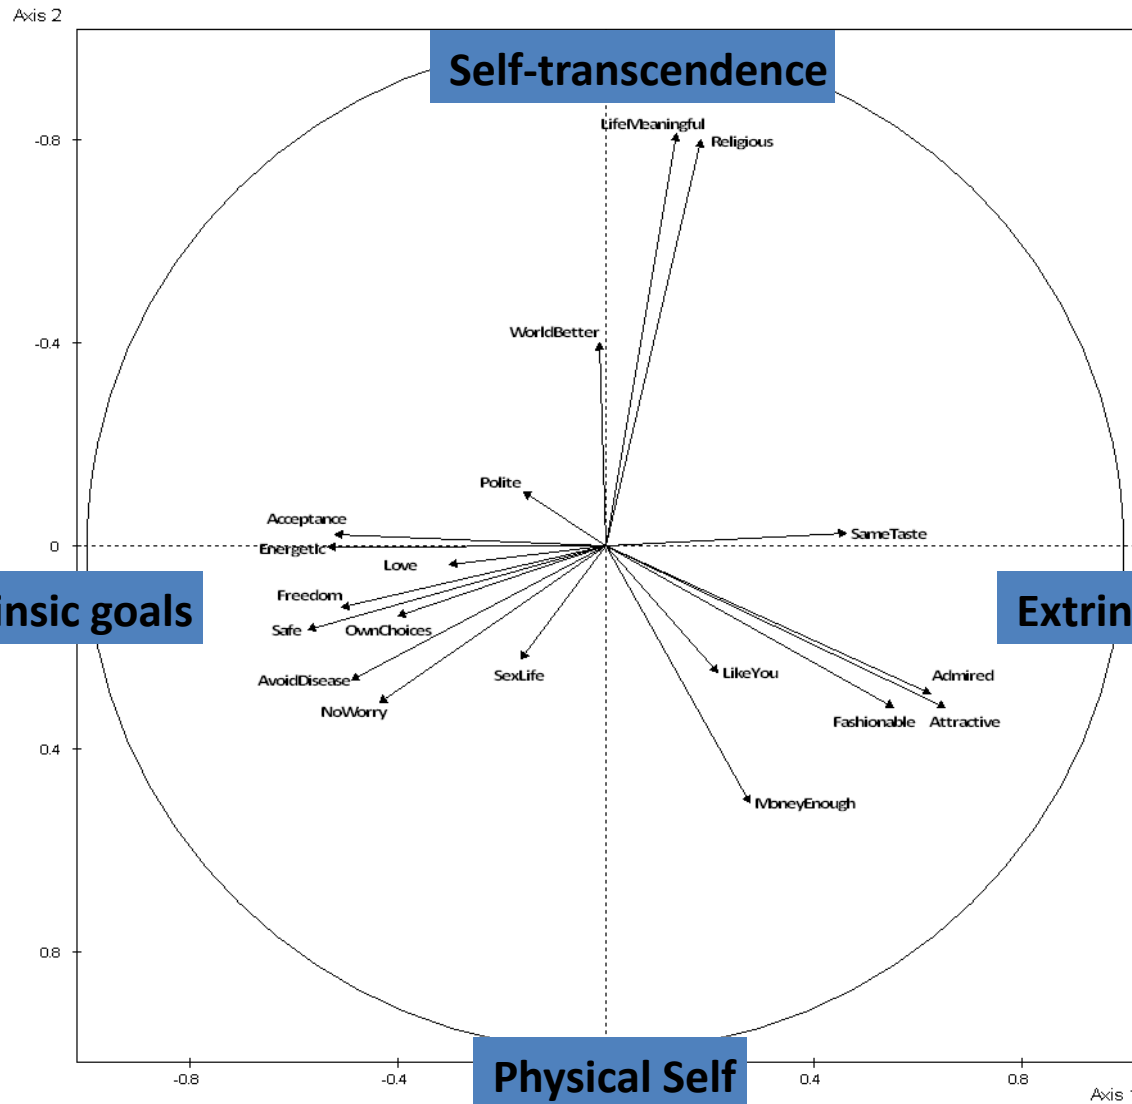 Axis 2
Self-transcendence
LifeMeaningful
Religious
-0.8
WorldBetter
-0.4
Polite
Acceptance
SameTaste
0
Energetic
Love
Freedom
insic goals
Extrin
Safe
OwnChoices
AvoidDisease
SexLife
LikeYou
Admired
NoWorry
Fashionable
Attractive
0.4
MoneyEnough
0.8
Physical Self
-0.8
-0.4
0.4
0.8
Axis 1